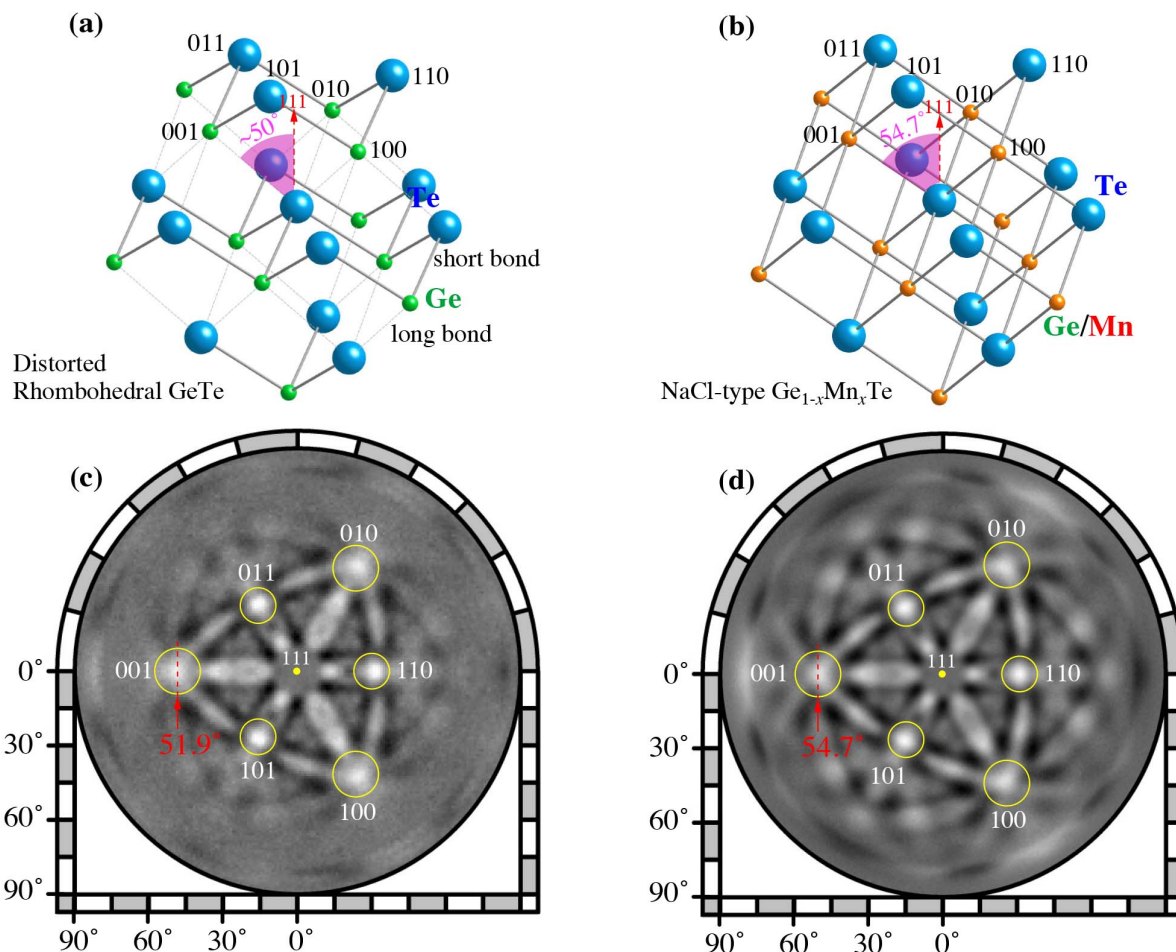 (a)
011
101
010
110
111
001
~50°
100
Te
short bond
Ge
long bond
Distorted
Rhombohedral GeTe
(b)
011
101
010
110
111
001
54.7°
100
Te
Ge/Mn
NaCl-type Ge₁₋ₓMnₓTe
(c)
010
011
001
111
110
51.9°
101
100
0°
30°
60°
90°
90° 60° 30° 0°
(d)
010
011
001
111
110
54.7°
101
100
0°
30°
60°
90°
90° 60° 30° 0°